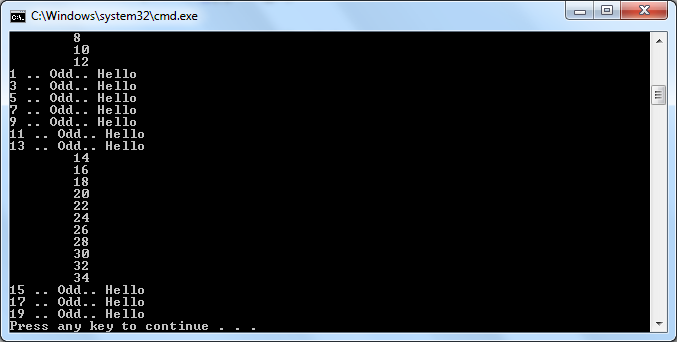 C:\Windows\system32\cmd.exe
8
10
12
1 .. Odd.. Hello
3 .. Odd.. Hello
5 .. Odd.. Hello
7 .. Odd.. Hello
9 .. Odd.. Hello
11 .. Odd.. Hello
13 .. Odd.. Hello
14
16
18
20
22
24
26
28
30
32
34
15 .. Odd.. Hello
17 .. Odd.. Hello
19 .. Odd.. Hello
Press any key to continue . . .